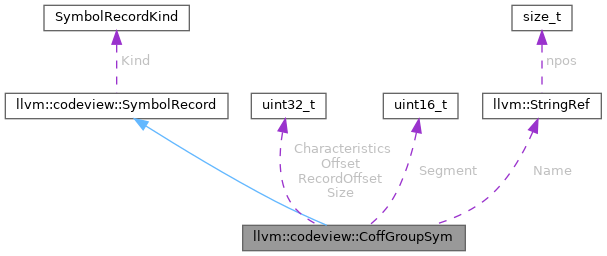 SymbolRecordKind
size_t
Kind
npos
llvm::codeview::SymbolRecord
uint32_t
uint16_t
llvm::StringRef
Characteristics
Offset
RecordOffset
Size
Segment
Name
llvm::codeview::CoffGroupSym